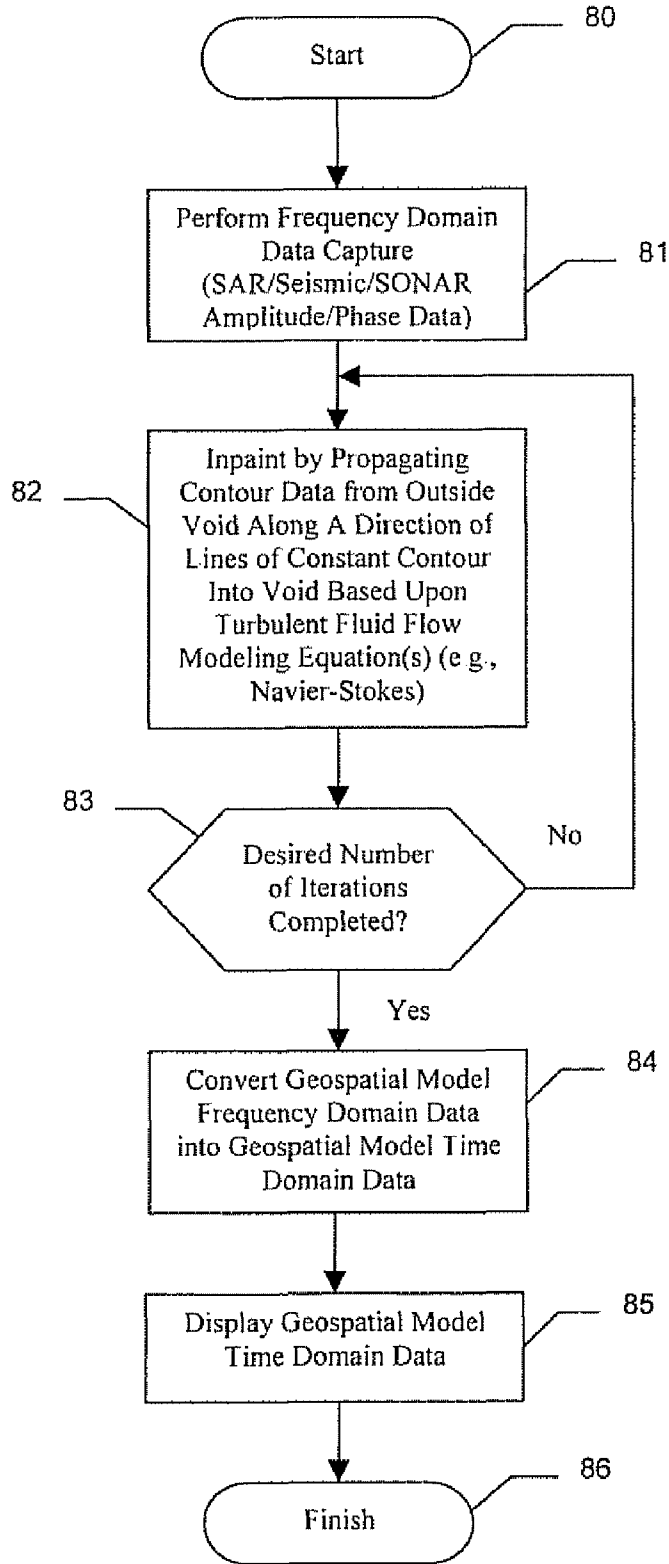 80
Start
Perform Frequency Domain
Data Capture
(SAR/Seismic/SONAR
Amplitude/Phase Data)
81
82
Inpaint by Propagating
Contour Data from Outside
Void Along A Direction of
Lines of Constant Contour
Into Void Based Upon
Turbulent Fluid Flow
Modeling Equation(s) (e.g.,
Navier-Stokes)
83
Desired Number
of Iterations
Completed?
No
Yes
Convert Geospatial Model
Frequency Domain Data
into Geospatial Model Time
Domain Data
84
Display Geospatial Model
Time Domain Data
85
86
Finish